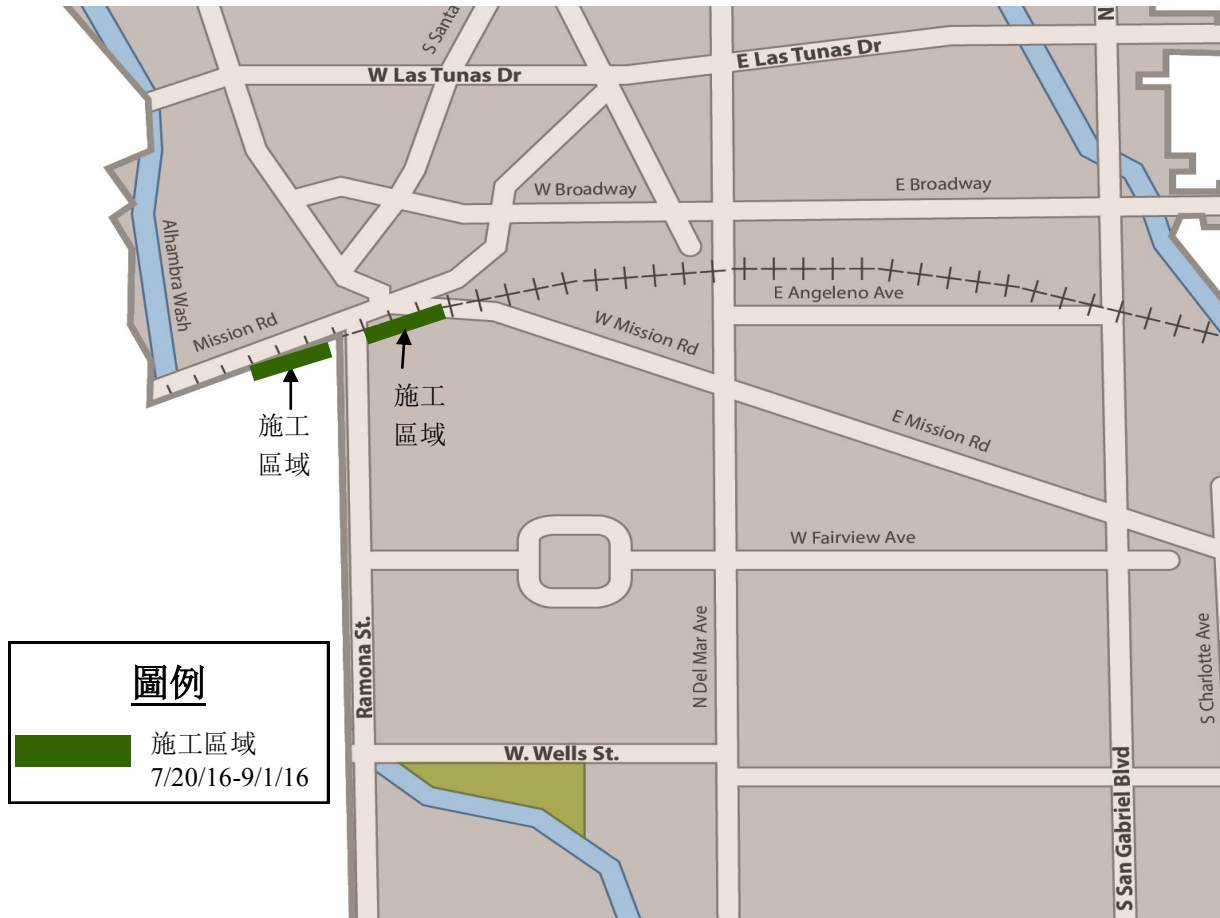 S Santa
N
W Las Tunas Dr
E Las Tunas Dr
W Broadway
E Broadway
Alhambra Wash
Mission Rd
E Angeleno Ave
W Mission Rd
施工
區域
施工
區域
E Mission Rd
W Fairview Ave
Ramona St.
N Del Mar Ave
S Charlotte Ave
圖例
施工區域
7/20/16-9/1/16
W. Wells St.
S San Gabriel Blvd